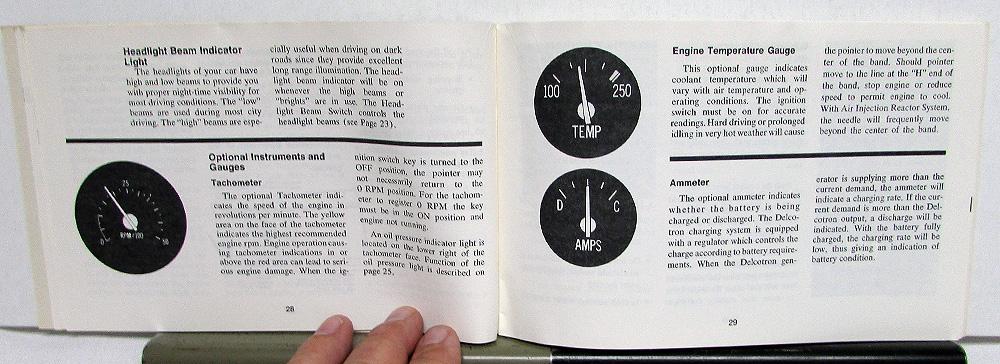 Headlight Beam Indicator
Light
The headlights of your car have
high and low beams to provide you
with proper night-time visibility for
most driving conditions. The "low"
beams are used during most city
driving. The "high" beams are espe-
cially useful when driving on dark
roads since they provide excellent
long range illumination. The head-
light beam indicator will be on
whenever the high beams or
"brights" are in use. The Head-
light Beam Switch controls the
headlight beams (see Page 23).
0
25
50
RPM/100
Optional Instruments and
Gauges
Tachometer
The optional Tachometer indi-
cates the speed of the engine in
revolutions per minute. The yellow
area on the face of the tachometer
indicates the highest recommended
engine rpm. Engine operation caus-
ing tachometer indications in or
above the red area can lead to seri-
ous engine damage. When the ig-
nition switch key is turned to the
OFF position, the pointer may
not necessarily return to the
0 RPM position. For the tachom-
eter to register 0 RPM the key
must be in the ON position and
engine not running.
An oil pressure indicator light is
located on the lower right of the
tachometer face. Function of the
oil pressure light is described on
page 25.
28
100
250
TEMP
Engine Temperature Gauge
This optional gauge indicates
coolant temperature which will
vary with air temperature and op-
erating conditions. The ignition
switch must be on for accurate
readings. Hard driving or prolonged
idling in very hot weather will cause
the pointer to move beyond the cen-
ter of the band. Should pointer
move to the line at the "H" end of
the band, stop engine or reduce
speed to permit engine to cool.
With Air Injection Reactor System,
the needle will frequently move
beyond the center of the band.
D
C
AMPS
Ammeter
The optional ammeter indicates
whether the battery is being
charged or discharged. The Delco-
tron charging system is equipped
with a regulator which controls the
charge according to battery require-
ments. When the Delcotron gen-
erator is supplying more than the
current demand, the ammeter will
indicate a charging rate. If the cur-
rent demand is more than the Del-
cotron output, a discharge will be
indicated. With the battery fully
charged, the charging rate will be
low, thus giving an indication of
battery condition.
29